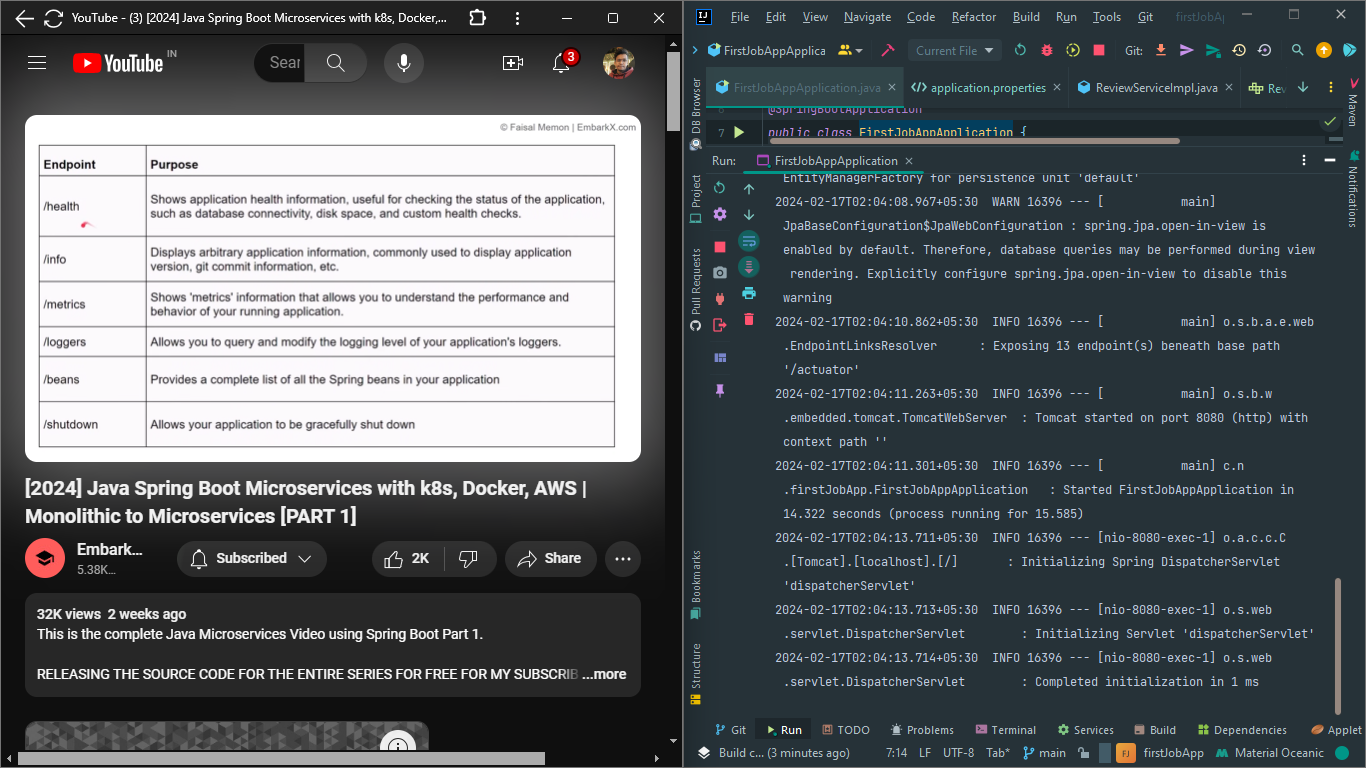 YouTube - (3) [2024] Java Spring Boot Microservices with k8s, Docker,...
YouTube IN
Sear
3
© Faisal Memon | EmbarkX.com
Endpoint Purpose
/health Shows application health information, useful for checking the status of the application,
such as database connectivity, disk space, and custom health checks.
/info Displays arbitrary application information, commonly used to display application
version, git commit information, etc.
/metrics Shows 'metrics' information that allows you to understand the performance and
behavior of your running application.
/loggers Allows you to query and modify the logging level of your application's loggers.
/beans Provides a complete list of all the Spring beans in your application
/shutdown Allows your application to be gracefully shut down
[2024] Java Spring Boot Microservices with k8s, Docker, AWS |
Monolithic to Microservices [PART 1]
Embark...
5.38K...
Subscribed
2K
Share
32K views 2 weeks ago
This is the complete Java Microservices Video using Spring Boot Part 1.
RELEASING THE SOURCE CODE FOR THE ENTIRE SERIES FOR FREE FOR MY SUBSCRIB ...more
IJ File Edit View Navigate Code Refactor Build Run Tools Git firstJobAp
FirstJobAppApplica Current File Git:
FirstJobAppApplication.java application.properties ReviewServiceImpl.java Rev
@SpringBootApplication
7 public class FirstJobAppApplication {
Run: FirstJobAppApplication
EntityManagerFactory for persistence unit 'default'
2024-02-17T02:04:08.967+05:30 WARN 16396 --- [ main]
JpaBaseConfiguration$JpaWebConfiguration : spring.jpa.open-in-view is
enabled by default. Therefore, database queries may be performed during view
rendering. Explicitly configure spring.jpa.open-in-view to disable this
warning
2024-02-17T02:04:10.862+05:30 INFO 16396 --- [ main] o.s.b.a.e.web
.EndpointLinksResolver : Exposing 13 endpoint(s) beneath base path
'/actuator'
2024-02-17T02:04:11.263+05:30 INFO 16396 --- [ main] o.s.b.w
.embedded.tomcat.TomcatWebServer : Tomcat started on port 8080 (http) with
context path ''
2024-02-17T02:04:11.301+05:30 INFO 16396 --- [ main] c.n
.firstJobApp.FirstJobAppApplication : Started FirstJobAppApplication in
14.322 seconds (process running for 15.585)
2024-02-17T02:04:13.711+05:30 INFO 16396 --- [nio-8080-exec-1] o.a.c.c.C
.[Tomcat].[localhost].[/] : Initializing Spring DispatcherServlet
'dispatcherServlet'
2024-02-17T02:04:13.713+05:30 INFO 16396 --- [nio-8080-exec-1] o.s.web
.servlet.DispatcherServlet : Initializing Servlet 'dispatcherServlet'
2024-02-17T02:04:13.714+05:30 INFO 16396 --- [nio-8080-exec-1] o.s.web
.servlet.DispatcherServlet : Completed initialization in 1 ms
DB Browser
Project
Pull Requests
Bookmarks
Structure
Maven
Notifications
Git Run TODO Problems Terminal Services Build Dependencies Applet
Build c... (3 minutes ago) 7:14 LF UTF-8 Tab* main FJ firstJobApp Material Oceanic